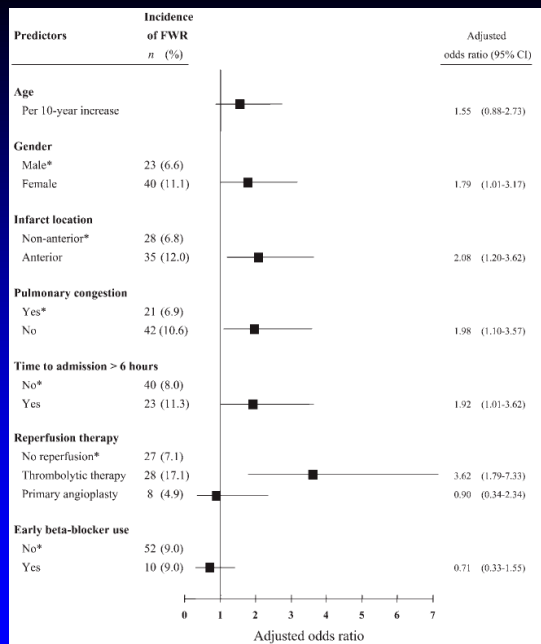 Predictors Incidence of FWR n (%) Adjusted odds ratio (95% CI)
Age
Per 10-year increase 1.55 (0.88-2.73)
Gender
Male* 23 (6.6)
Female 40 (11.1) 1.79 (1.01-3.17)
Infarct location
Non-anterior* 28 (6.8)
Anterior 35 (12.0) 2.08 (1.20-3.62)
Pulmonary congestion
Yes* 21 (6.9)
No 42 (10.6) 1.98 (1.10-3.57)
Time to admission > 6 hours
No* 40 (8.0)
Yes 23 (11.3) 1.92 (1.01-3.62)
Reperfusion therapy
No reperfusion* 27 (7.1)
Thrombolytic therapy 28 (17.1) 3.62 (1.79-7.33)
Primary angioplasty 8 (4.9) 0.90 (0.34-2.34)
Early beta-blocker use
No* 52 (9.0)
Yes 10 (9.0) 0.71 (0.33-1.55)
0 1 2 3 4 5 6 7
Adjusted odds ratio